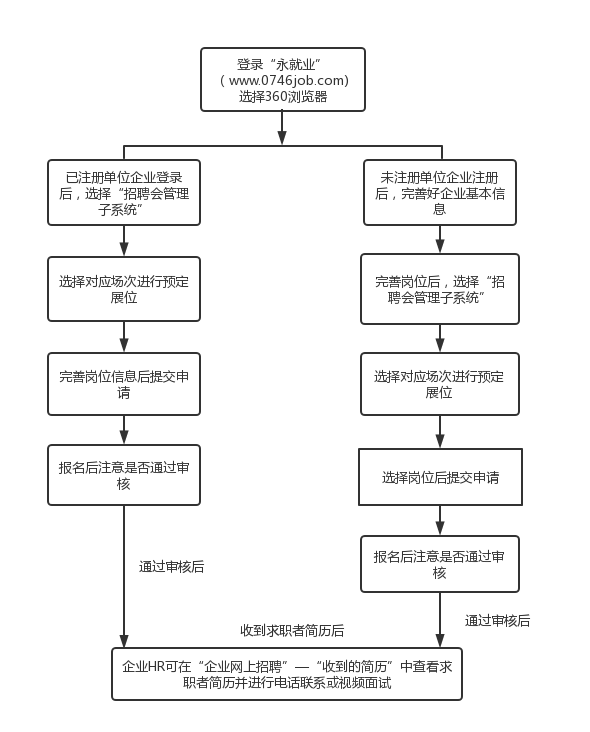 登录“永就业”
（ www.0746job.com)
选择360浏览器
已注册单位企业登录
后，选择“招聘会管理
子系统”
选择对应场次进行预定
展位
完善岗位信息后提交申
请
报名后注意是否通过审
核
通过审核后
未注册单位企业注册
后，完善好企业基本信
息
完善岗位后，选择“招
聘会管理子系统”
选择对应场次进行预定
展位
选择岗位后提交申请
报名后注意是否通过审
核
通过审核后
收到求职者简历后
企业HR可在“企业网上招聘”—“收到的简历”中查看求
职者简历并进行电话联系或视频面试